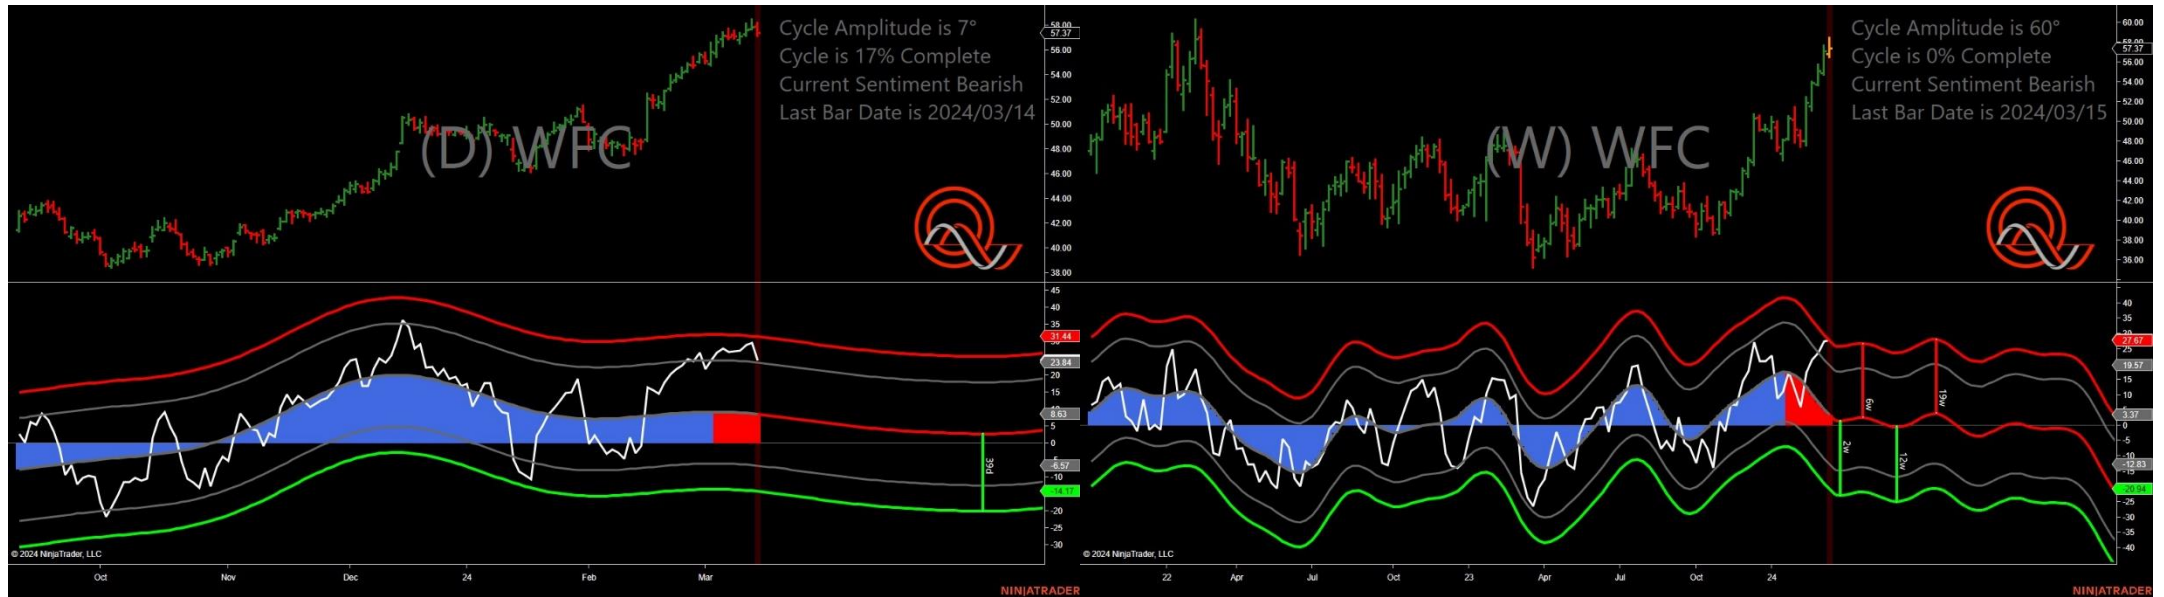 Cycle Amplitude is 7°
Cycle is 17% Complete
Current Sentiment Bearish
Last Bar Date is 2024/03/14
(D) WFC
58.00
57.37
56.00
54.00
52.00
50.00
48.00
46.00
44.00
42.00
40.00
38.00
45
40
35
31.44
23.84
20
15
10
8.63
5
0
-6.57
-10
-14.17
-20
-25
-30
39d
© 2024 NinjaTrader, LLC
Oct
Nov
Dec
24
Feb
Mar
NINJATRADER
Cycle Amplitude is 60°
Cycle is 0% Complete
Current Sentiment Bearish
Last Bar Date is 2024/03/15
(W) WFC
60.00
58.00
57.37
56.00
54.00
52.00
50.00
48.00
46.00
44.00
42.00
40.00
38.00
36.00
40
35
27.67
25
19.57
15
10
3.37
0
-5
-12.83
-15
-20.94
-25
-30
-35
-40
2w
6w
12w
19w
© 2024 NinjaTrader, LLC
22
Apr
Jul
Oct
23
Apr
Jul
Oct
24
NINJATRADER